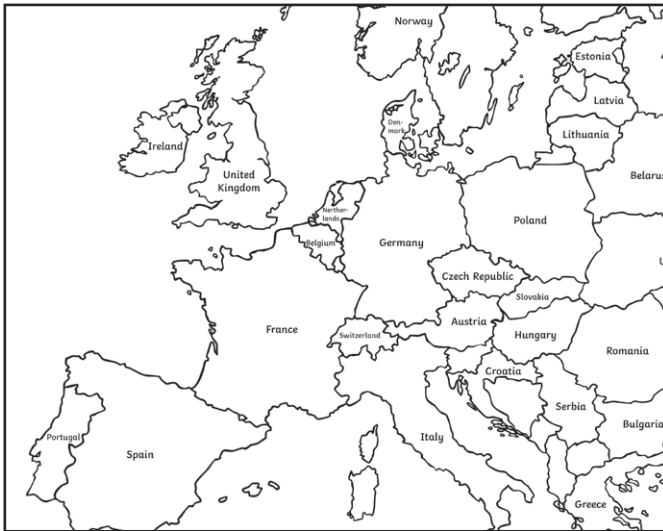 Norway
Estonia
Latvia
Lithuania
Den-
mark
Ireland
United
Kingdom
Belarus
Nerther-
lands
Poland
Belgium
Germany
Czech Republic
Slovakia
Austria
Hungary
France
Switzerland
Romania
Croatia
Serbia
Bulgaria
Portugal
Spain
Italy
Greece